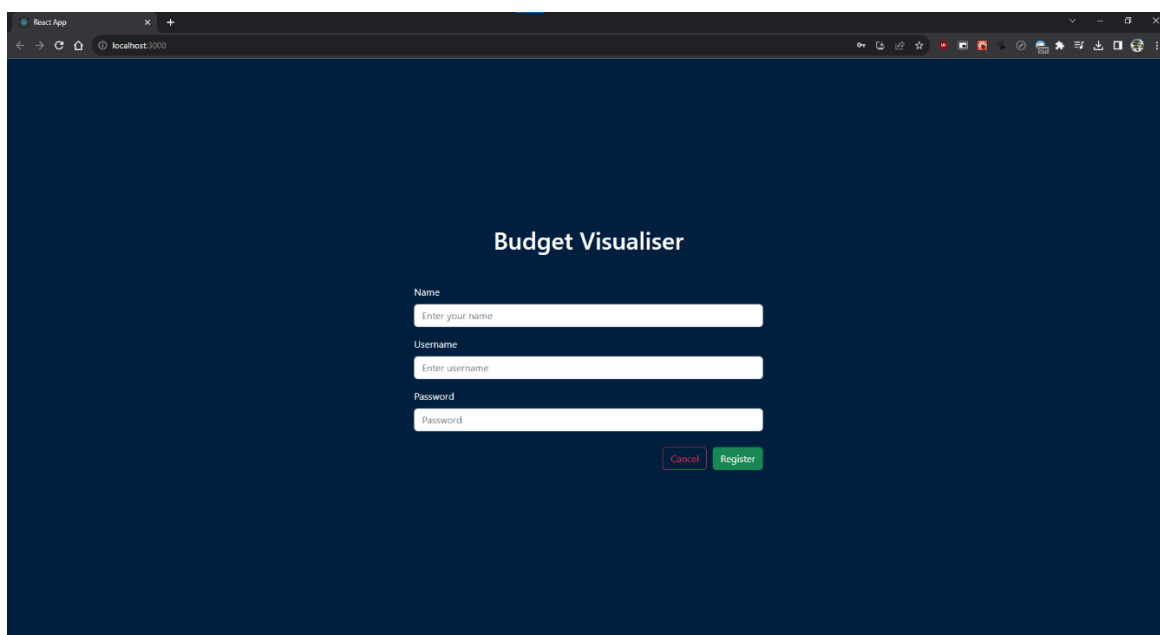 React App
localhost:3000
Budget Visualiser
Name
Enter your name
Username
Enter username
Password
Password
Cancel Register